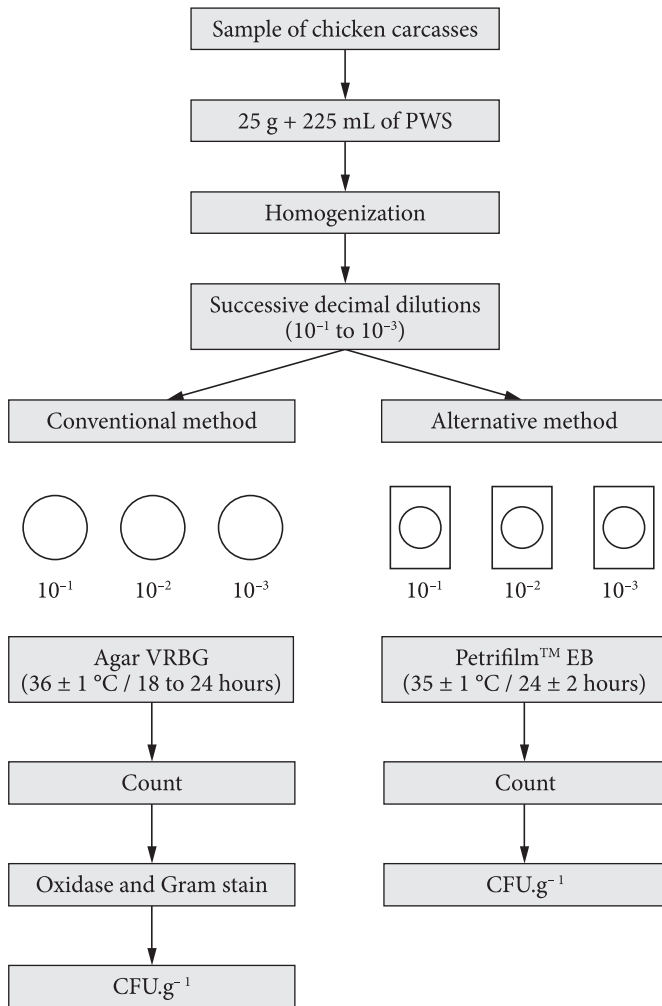 Sample of chicken carcasses
25 g + 225 mL of PWS
Homogenization
Successive decimal dilutions
(10⁻¹ to 10⁻³)
Conventional method
Alternative method
10⁻¹ 10⁻² 10⁻³
10⁻¹ 10⁻² 10⁻³
Agar VRBG
(36 ± 1 °C / 18 to 24 hours)
Petrifilm™ EB
(35 ± 1 °C / 24 ± 2 hours)
Count
Count
Oxidase and Gram stain
CFU.g⁻¹
CFU.g⁻¹